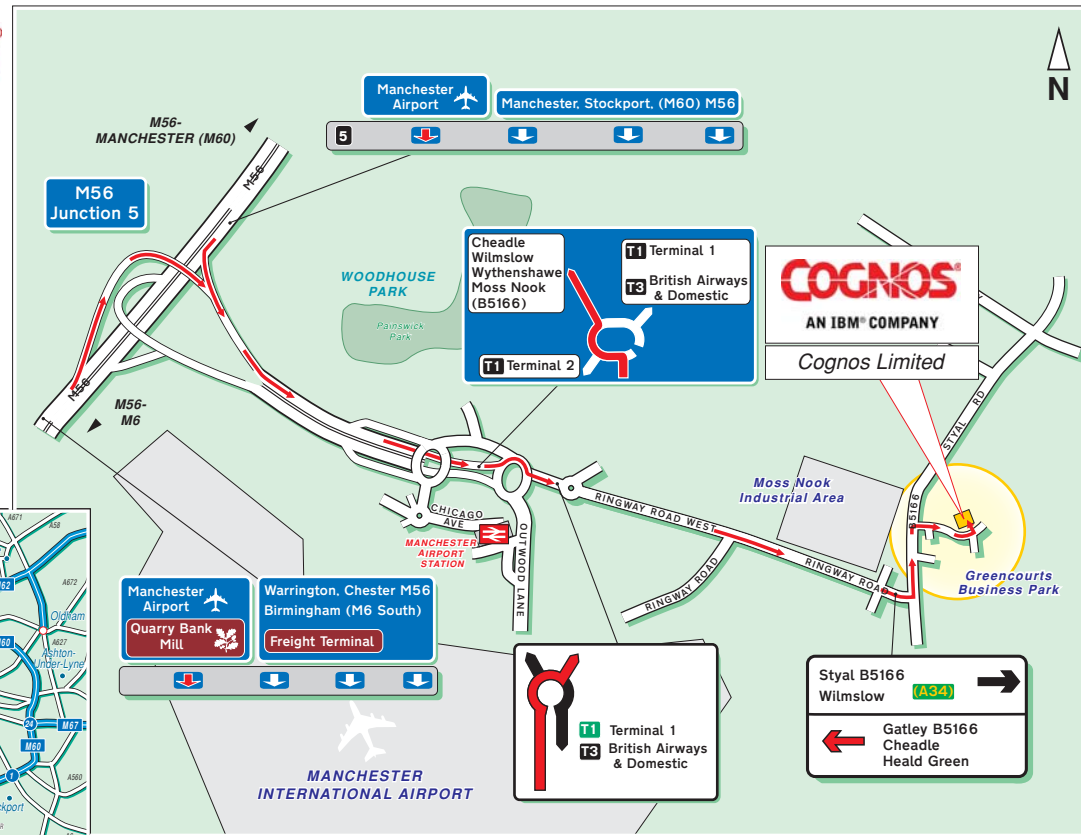 N
Manchester
Airport
Manchester, Stockport, (M60) M56
5
M56-
MANCHESTER (M60)
M56
M56
Junction 5
WOODHOUSE
PARK
Painswick
Park
Cheadle
Wilmslow
Wythenshawe
Moss Nook
(B5166)
T1 Terminal 1
T3 British Airways
& Domestic
T1 Terminal 2
COGNOS®
AN IBM® COMPANY
Cognos Limited
M56
M56-
M6
STYAL RD
B5166
Moss Nook
Industrial Area
CHICAGO
AVE
MANCHESTER
AIRPORT
STATION
OUTWOOD LANE
RINGWAY ROAD WEST
RINGWAY ROAD
RINGWAY ROAD
Greencourts
Business Park
Manchester
Airport
Quarry Bank
Mill
Warrington, Chester M56
Birmingham (M6 South)
Freight Terminal
MANCHESTER
INTERNATIONAL AIRPORT
T1 Terminal 1
T3 British Airways
& Domestic
Styal B5166
Wilmslow (A34)
Gatley B5166
Cheadle
Heald Green
A671
A58
M62
A672
Oldham
M60
A627
Ashton-
Under-Lyne
24
M67
M60
1
A560
ckport